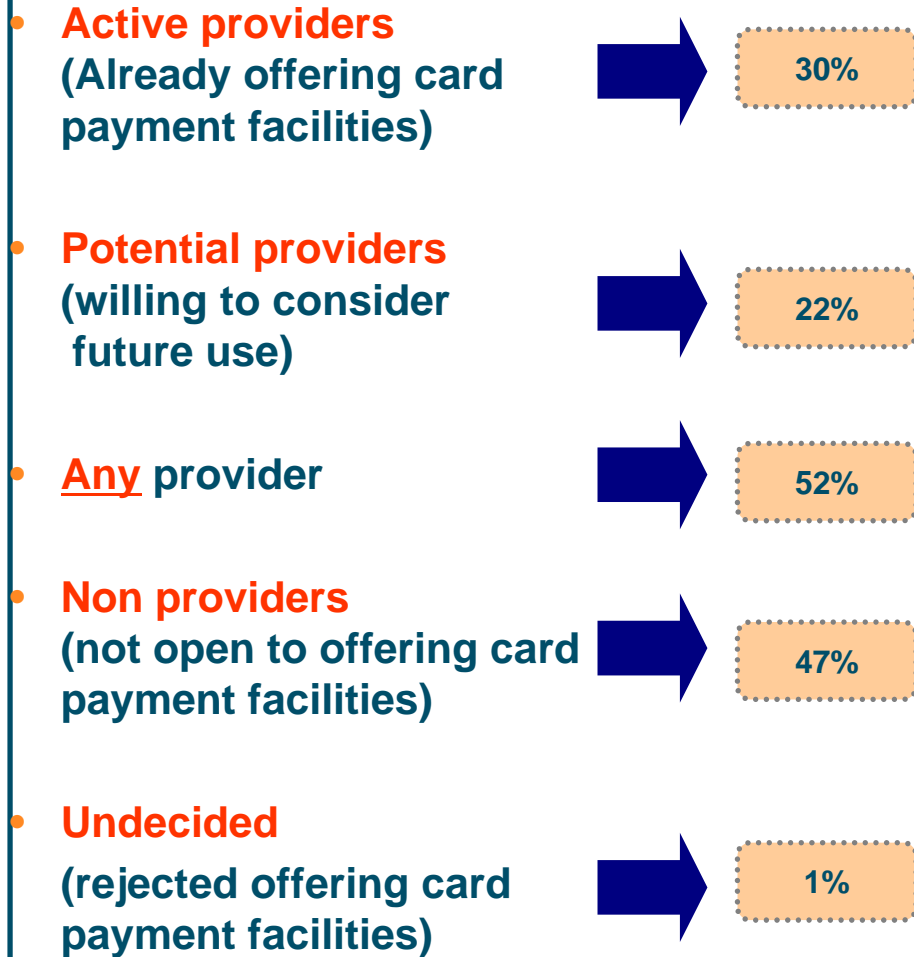 Active providers
(Already offering card
payment facilities)
30%
Potential providers
(willing to consider
future use)
22%
Any provider
52%
Non providers
(not open to offering card
payment facilities)
47%
Undecided
(rejected offering card
payment facilities)
1%